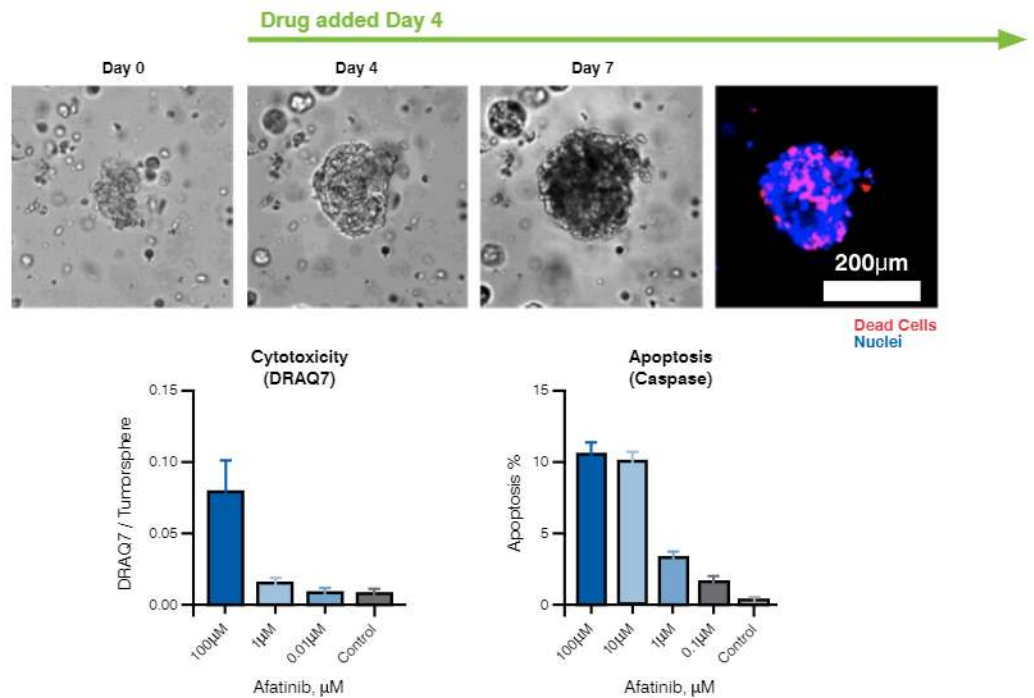 Drug added Day 4
Day 0
Day 4
Day 7
200µm
Dead Cells
Nuclei
Cytotoxicity
(DRAQ7)
DRAQ7 / Tumorsphere
0.15
0.10
0.05
0.00
100µM
1µM
0.01µM
Control
Afatinib, µM
Apoptosis
(Caspase)
Apoptosis %
15
10
5
0
100µM
10µM
1µM
0.1µM
Control
Afatinib, µM